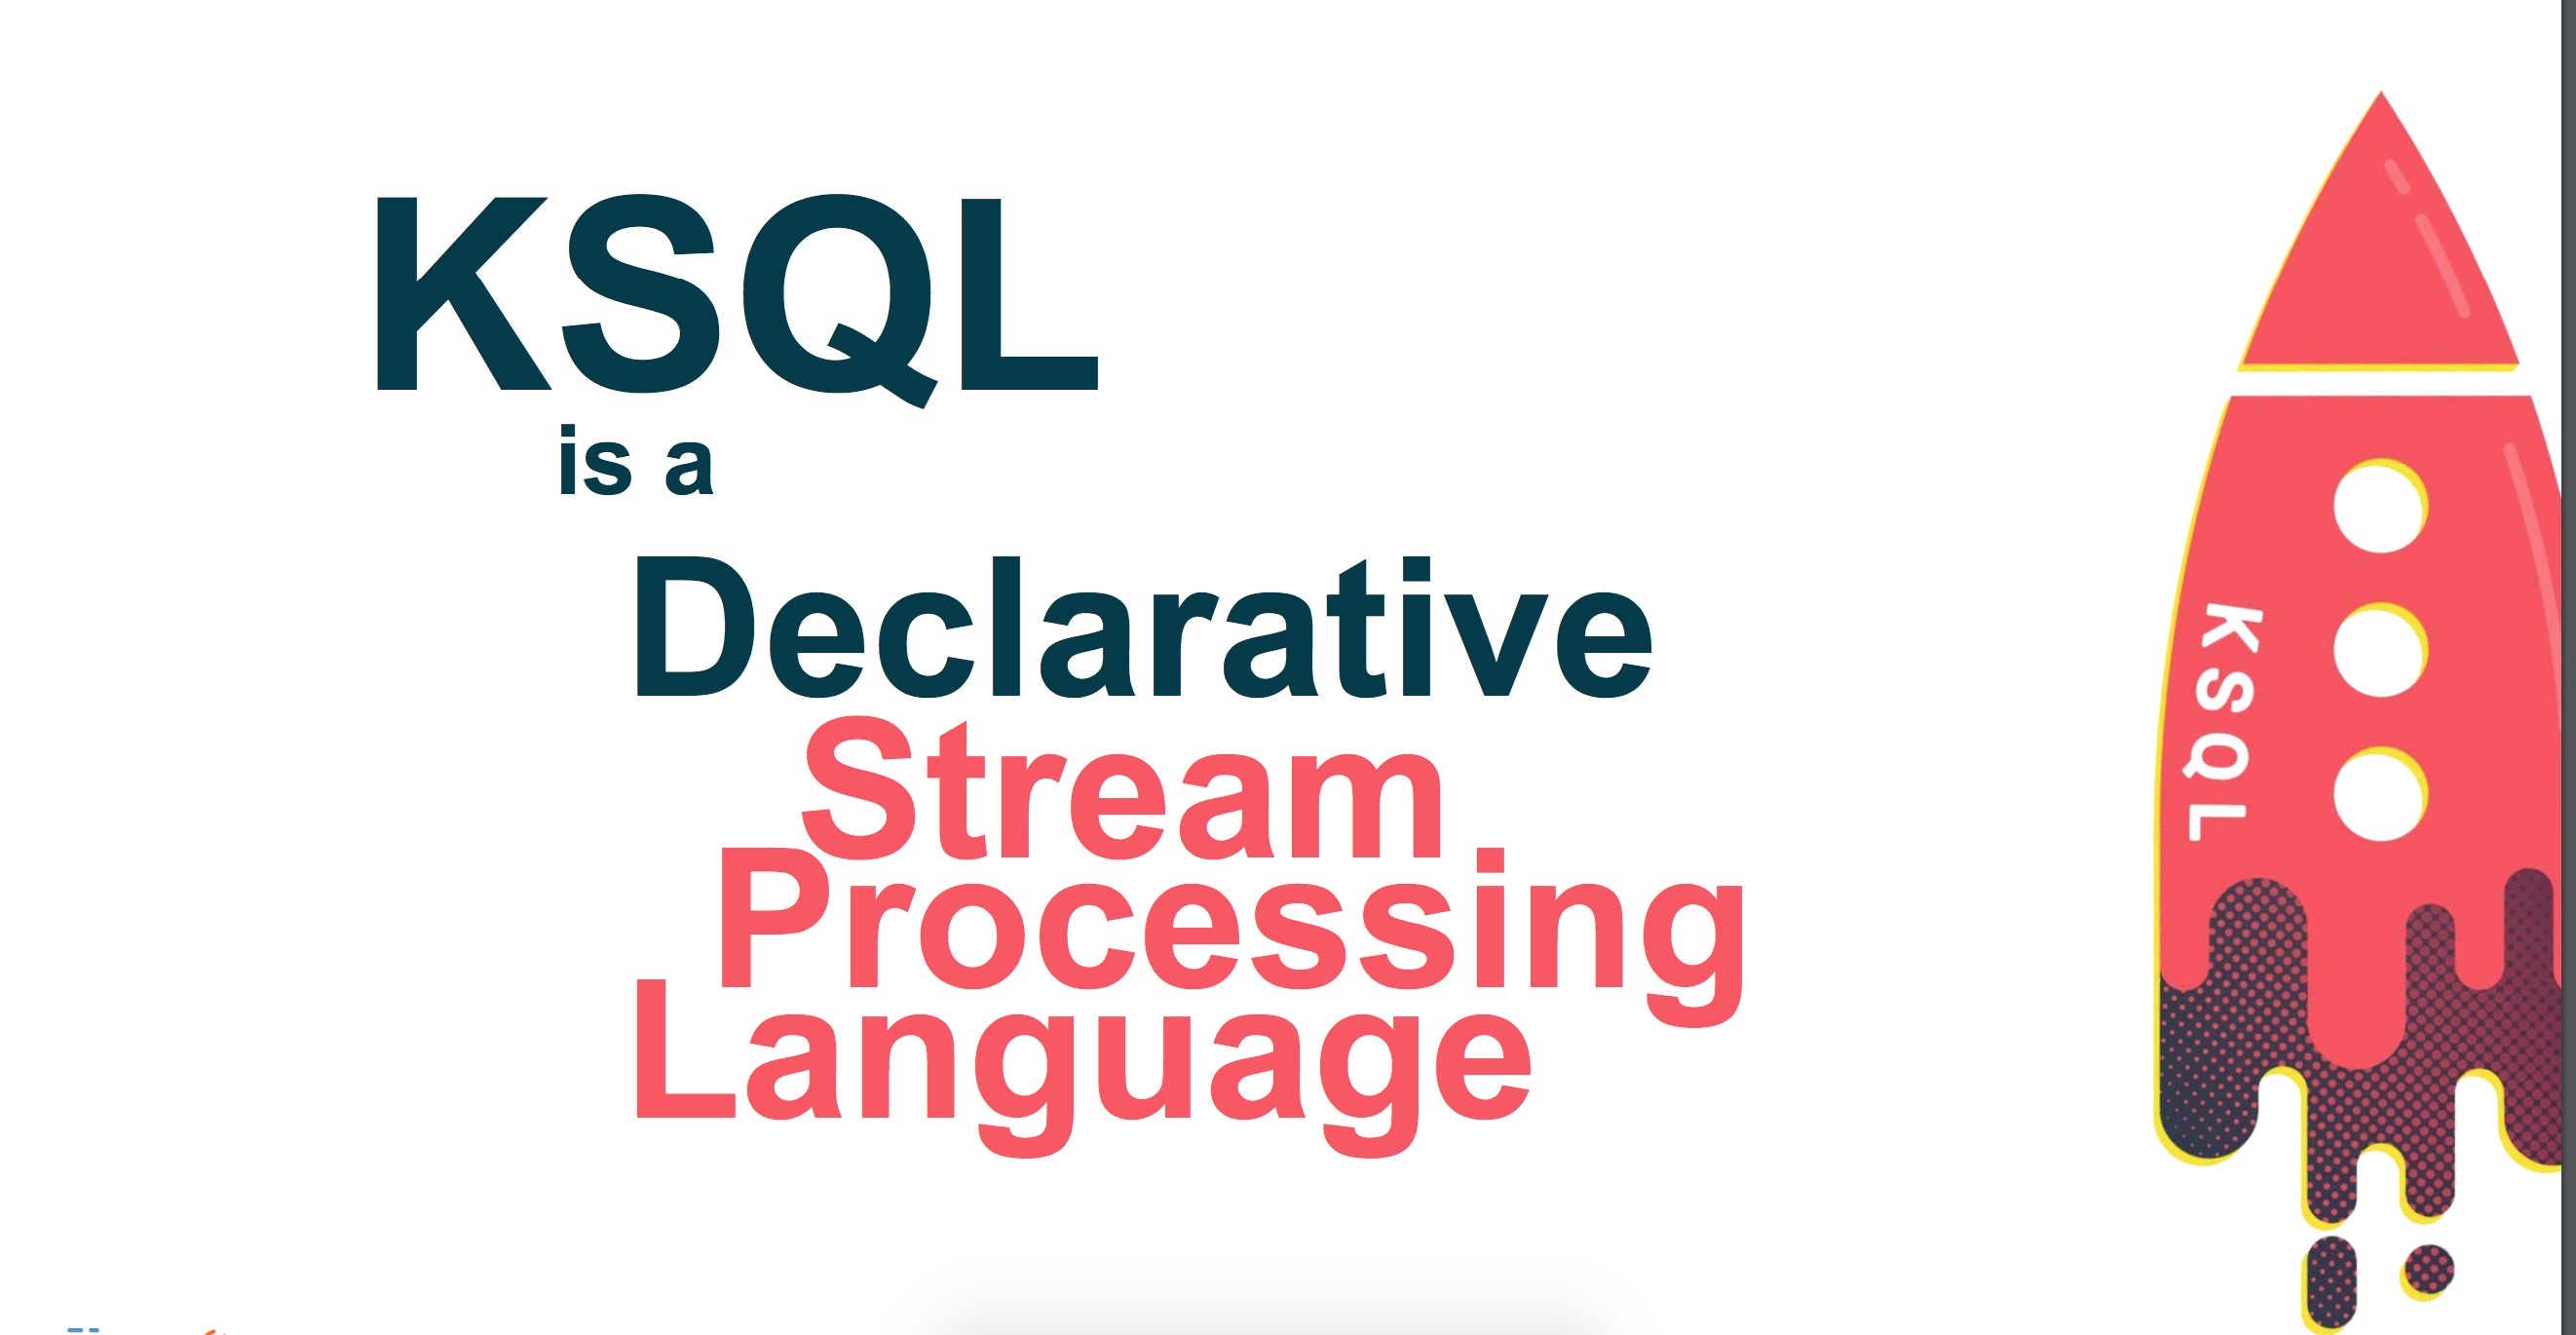 KSQL
is a
Declarative
Stream
Processing
Language
KSQL